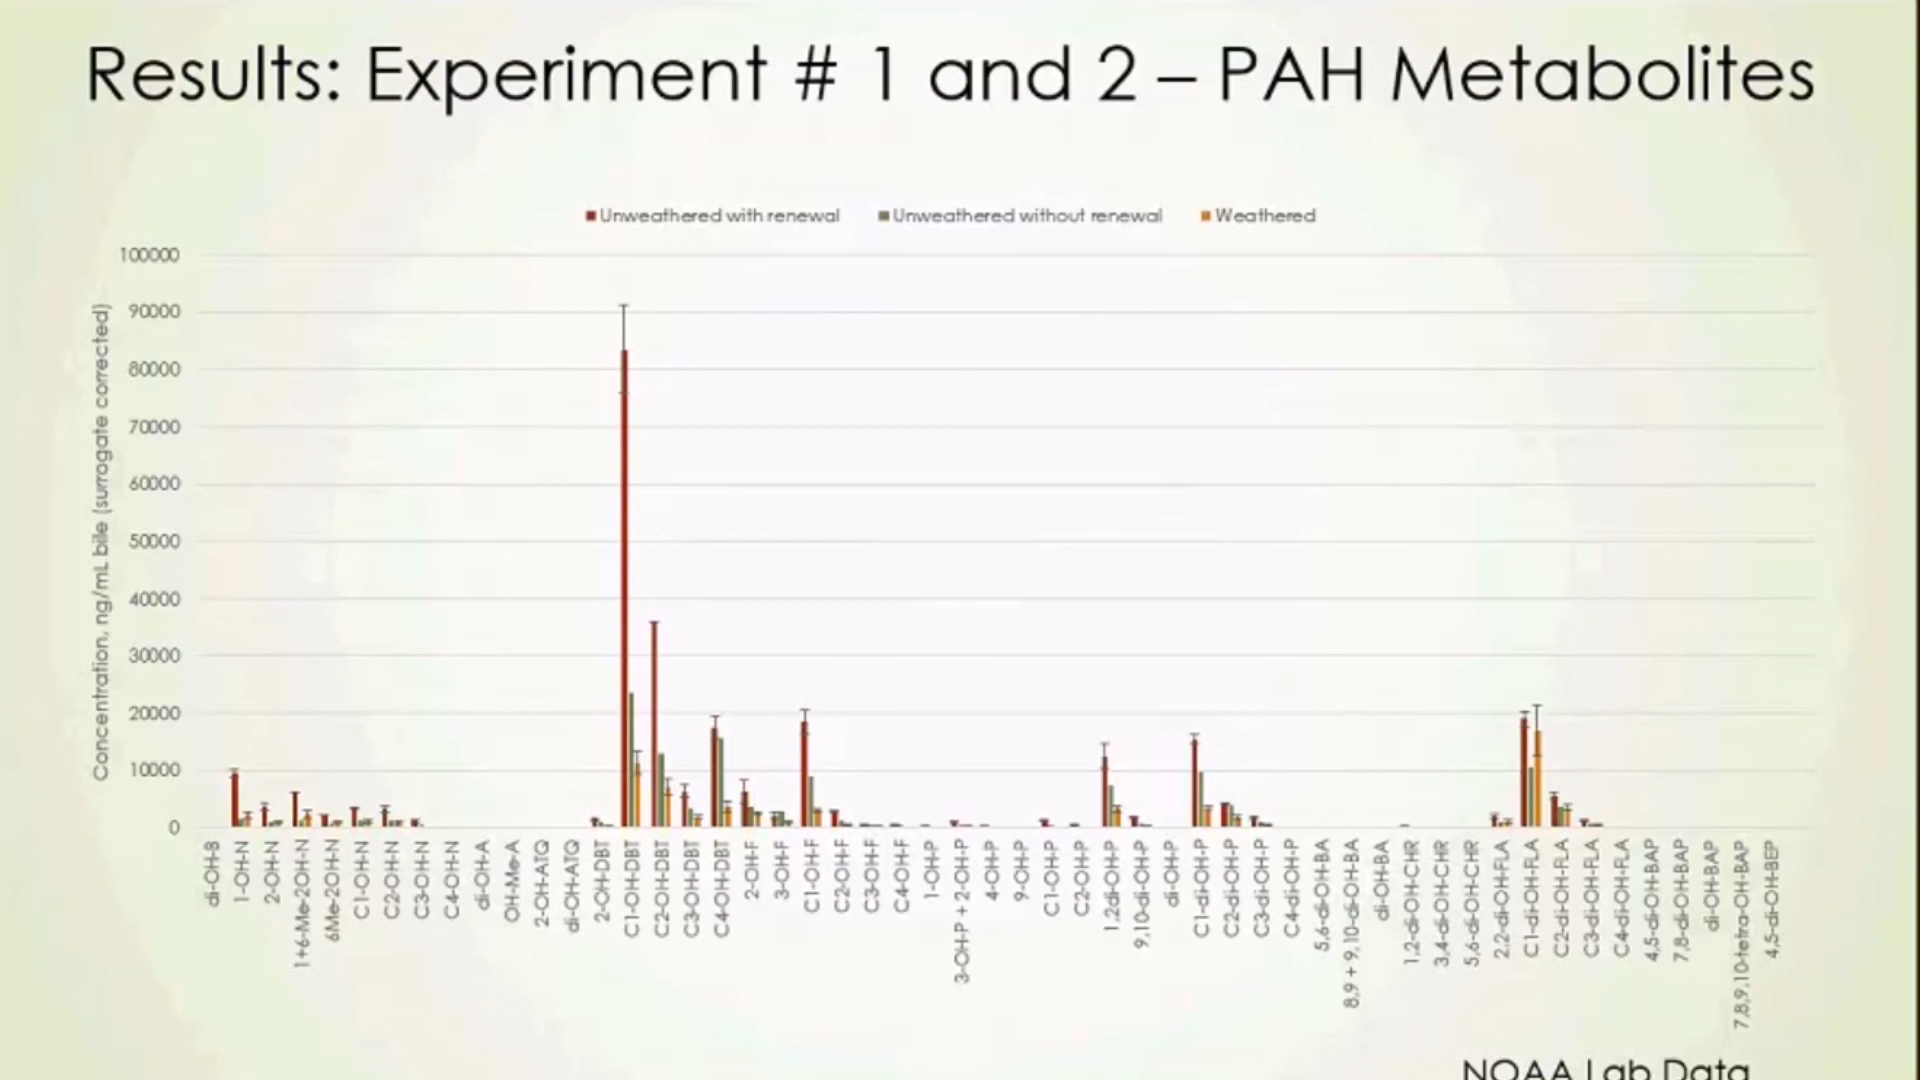 Results: Experiment # 1 and 2 – PAH Metabolites
Unweathered with renewal
Unweathered without renewal
Weathered
Concentration, ng/mL bile (surrogate corrected)
100000
90000
80000
70000
60000
50000
40000
30000
20000
10000
0
di-OH-B
1-OH-N
2-OH-N
1+6-Me-2OH-N
6Me-2OH-N
C1-OH-N
C2-OH-N
C3-OH-N
C4-OH-N
di-OH-A
OH-Me-A
2-OH-ATQ
di-OH-ATQ
2-OH-DBT
C1-OH-DBT
C2-OH-DBT
C3-OH-DBT
C4-OH-DBT
2-OH-F
3-OH-F
C1-OH-F
C2-OH-F
C3-OH-F
C4-OH-F
1-OH-P
3-OH-P + 2-OH-P
4-OH-P
9-OH-P
C1-OH-P
C2-OH-P
1,2di-OH-P
9,10-di-OH-P
di-OH-P
C1-di-OH-P
C2-di-OH-P
C3-di-OH-P
C4-di-OH-P
5,6-di-OH-BA
8,9 + 9,10-di-OH-BA
di-OH-BA
1,2-di-OH-CHR
3,4-di-OH-CHR
5,6-di-OH-CHR
2,2-di-OH-FLA
C1-di-OH-FLA
C2-di-OH-FLA
C3-di-OH-FLA
C4-di-OH-FLA
4,5-di-OH-BAP
7,8-di-OH-BAP
di-OH-BAP
7,8,9,10-tetra-OH-BAP
4,5-di-OH-BEP
NOAA Lab Data